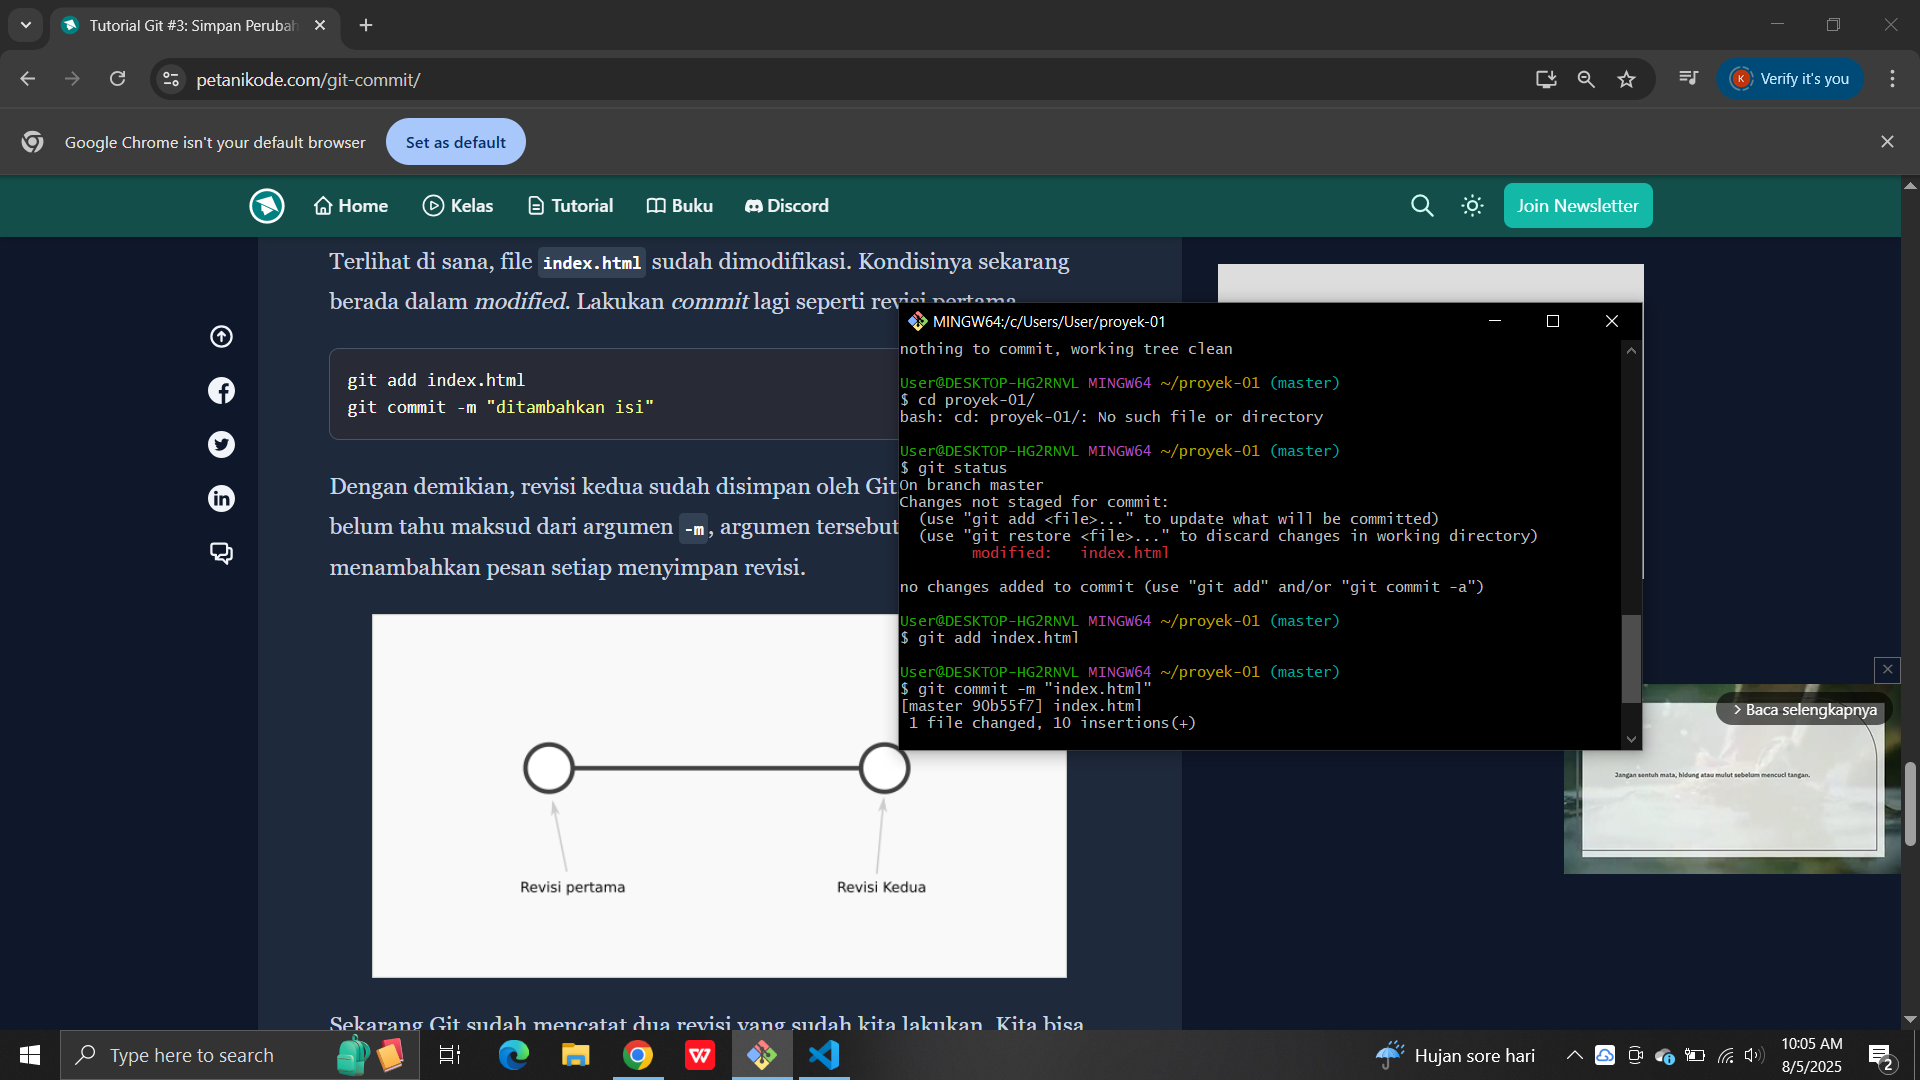 Tutorial Git #3: Simpan Perubah
petanikode.com/git-commit/
K Verify it's you
Google Chrome isn't your default browser
Set as default
Home
Kelas
Tutorial
Buku
Discord
Join Newsletter
Terlihat di sana, file index.html sudah dimodifikasi. Kondisinya sekarang
berada dalam modified. Lakukan commit lagi seperti revisi pertama.
git add index.html
git commit -m "ditambahkan isi"
Dengan demikian, revisi kedua sudah disimpan oleh Git
belum tahu maksud dari argumen -m, argumen tersebut
menambahkan pesan setiap menyimpan revisi.
Revisi pertama
Revisi Kedua
Sekarang Git sudah mencatat dua revisi yang sudah kita lakukan. Kita bisa
MINGW64:/c/Users/User/proyek-01
nothing to commit, working tree clean
User@DESKTOP-HG2RNVL MINGW64 ~/proyek-01 (master)
$ cd proyek-01/
bash: cd: proyek-01/: No such file or directory
User@DESKTOP-HG2RNVL MINGW64 ~/proyek-01 (master)
$ git status
On branch master
Changes not staged for commit:
(use "git add <file>..." to update what will be committed)
(use "git restore <file>..." to discard changes in working directory)
modified: index.html
no changes added to commit (use "git add" and/or "git commit -a")
User@DESKTOP-HG2RNVL MINGW64 ~/proyek-01 (master)
$ git add index.html
User@DESKTOP-HG2RNVL MINGW64 ~/proyek-01 (master)
$ git commit -m "index.html"
[master 90b55f7] index.html
1 file changed, 10 insertions(+)
> Baca selengkapnya
Jangan sentuh mata, hidung atau mulut sebelum mencuci tangan.
Type here to search
Hujan sore hari
10:05 AM
8/5/2025
2